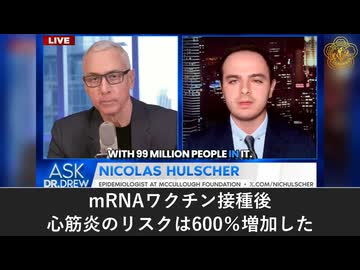 LIVE
WITH 99 MILLION PEOPLE IN IT.
ASK
DR.DREW
NICOLAS HULSCHER
EPIDEMIOLOGIST AT MCCULLOUGH FOUNDATION • X.COM/NICHULSCHER
mRNAワクチン接種後
心筋炎のリスクは600%増加した